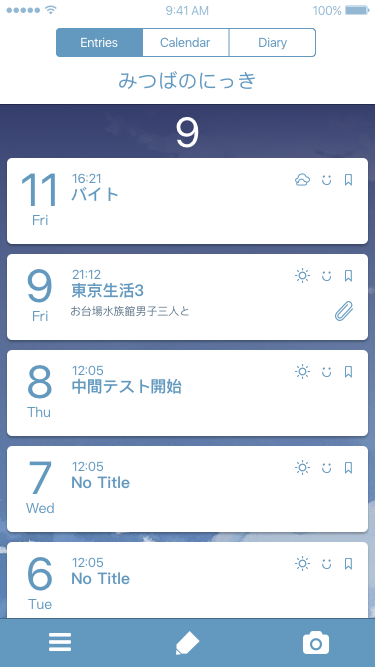 9:41 AM
100%
Entries
Calendar
Diary
みつばのにっき
9
11
Fri
16:21
バイト
9
Fri
21:12
東京生活3
お台場水族館男子三人と
8
Thu
12:05
中間テスト開始
7
Wed
12:05
No Title
6
Tue
12:05
No Title